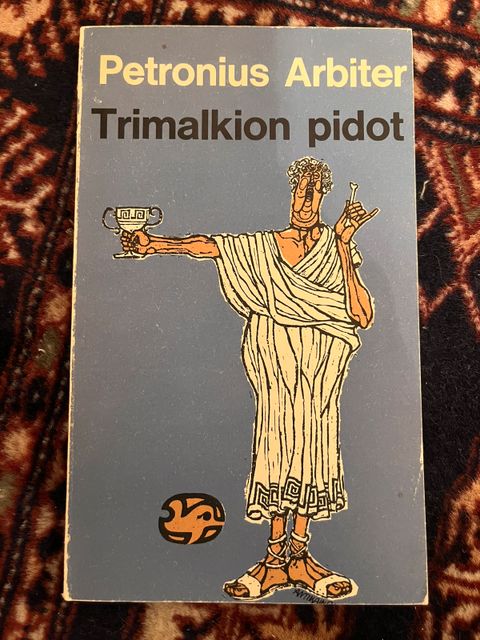 Petronius Arbiter
Trimalkion pidot